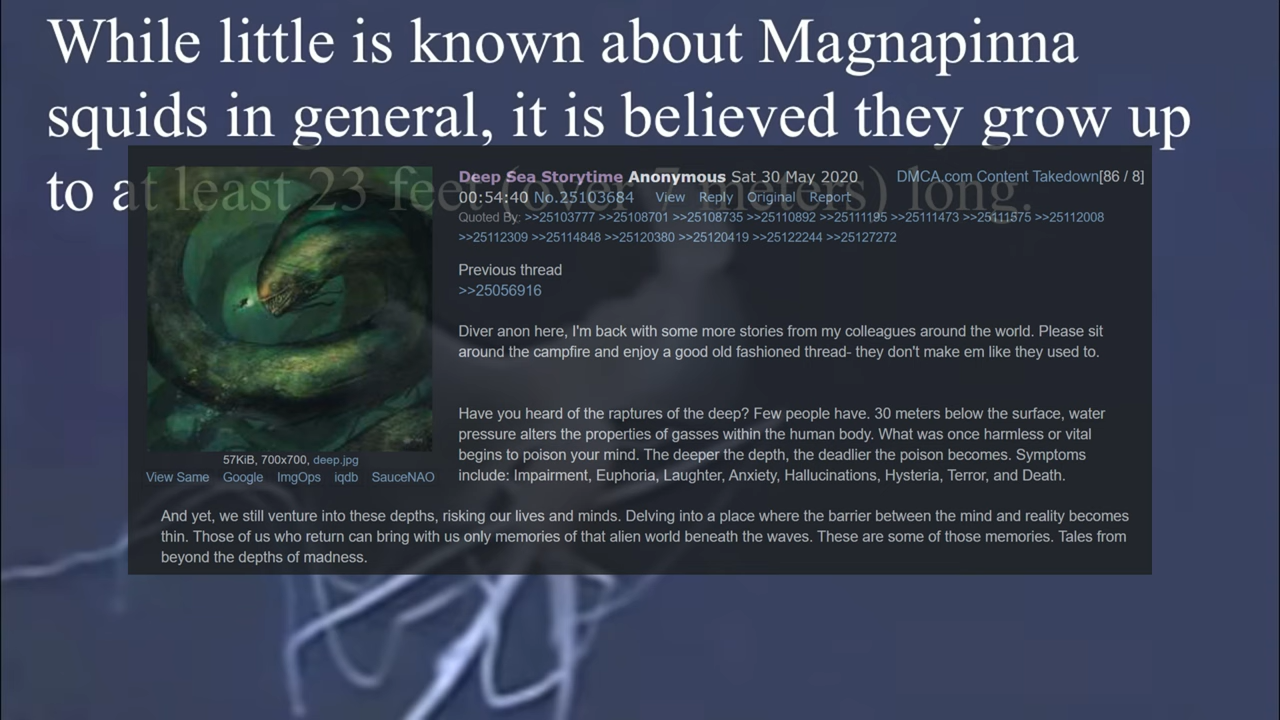 While little is known about Magnapinna
squids in general, it is believed they grow up
to at least 23 feet (over 7 meters) long.
Deep Sea Storytime Anonymous Sat 30 May 2020
DMCA.com Content Takedown[86 / 8]
00:54:40 No.25103684 View Reply Original Report
Quoted By: >>25103777 >>25108701 >>25108735 >>25110892 >>25111195 >>25111473 >>25111575 >>25112008
>>25112309 >>25114848 >>25120380 >>25120419 >>25122244 >>25127272
Previous thread
>>25056916
Diver anon here, I'm back with some more stories from my colleagues around the world. Please sit
around the campfire and enjoy a good old fashioned thread- they don't make em like they used to.
Have you heard of the raptures of the deep? Few people have. 30 meters below the surface, water
pressure alters the properties of gasses within the human body. What was once harmless or vital
begins to poison your mind. The deeper the depth, the deadlier the poison becomes. Symptoms
include: Impairment, Euphoria, Laughter, Anxiety, Hallucinations, Hysteria, Terror, and Death.
57KiB, 700x700, deep.jpg
View Same Google ImgOps iqdb SauceNAO
And yet, we still venture into these depths, risking our lives and minds. Delving into a place where the barrier between the mind and reality becomes
thin. Those of us who return can bring with us only memories of that alien world beneath the waves. These are some of those memories. Tales from
beyond the depths of madness.